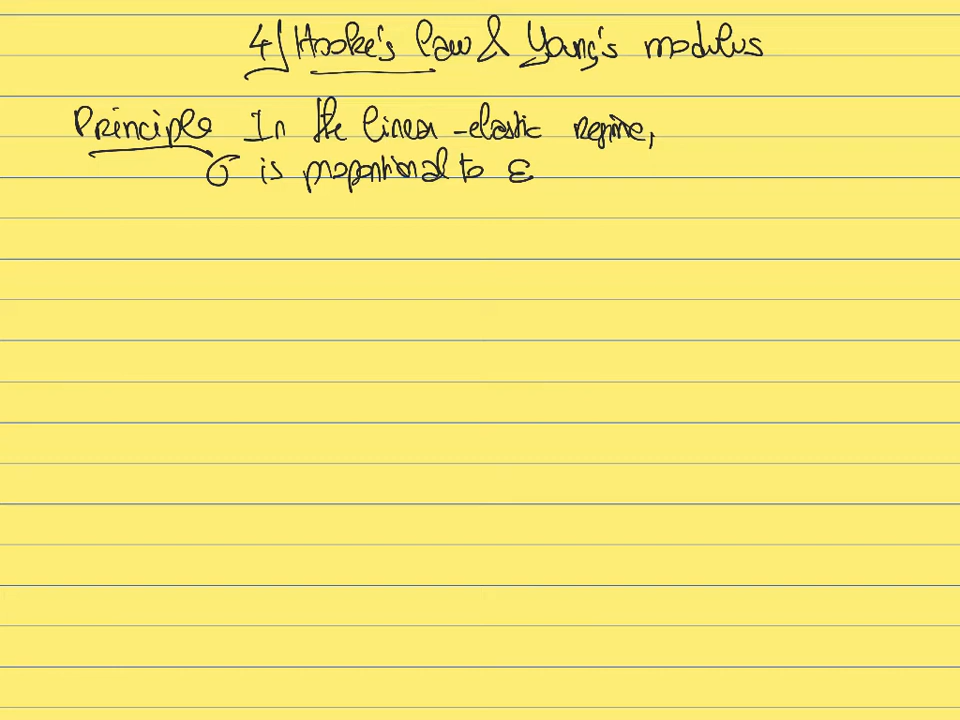 4) Hooke's law & Young's modulus
Principle In the linear-elastic regime,
σ is proportional to ε